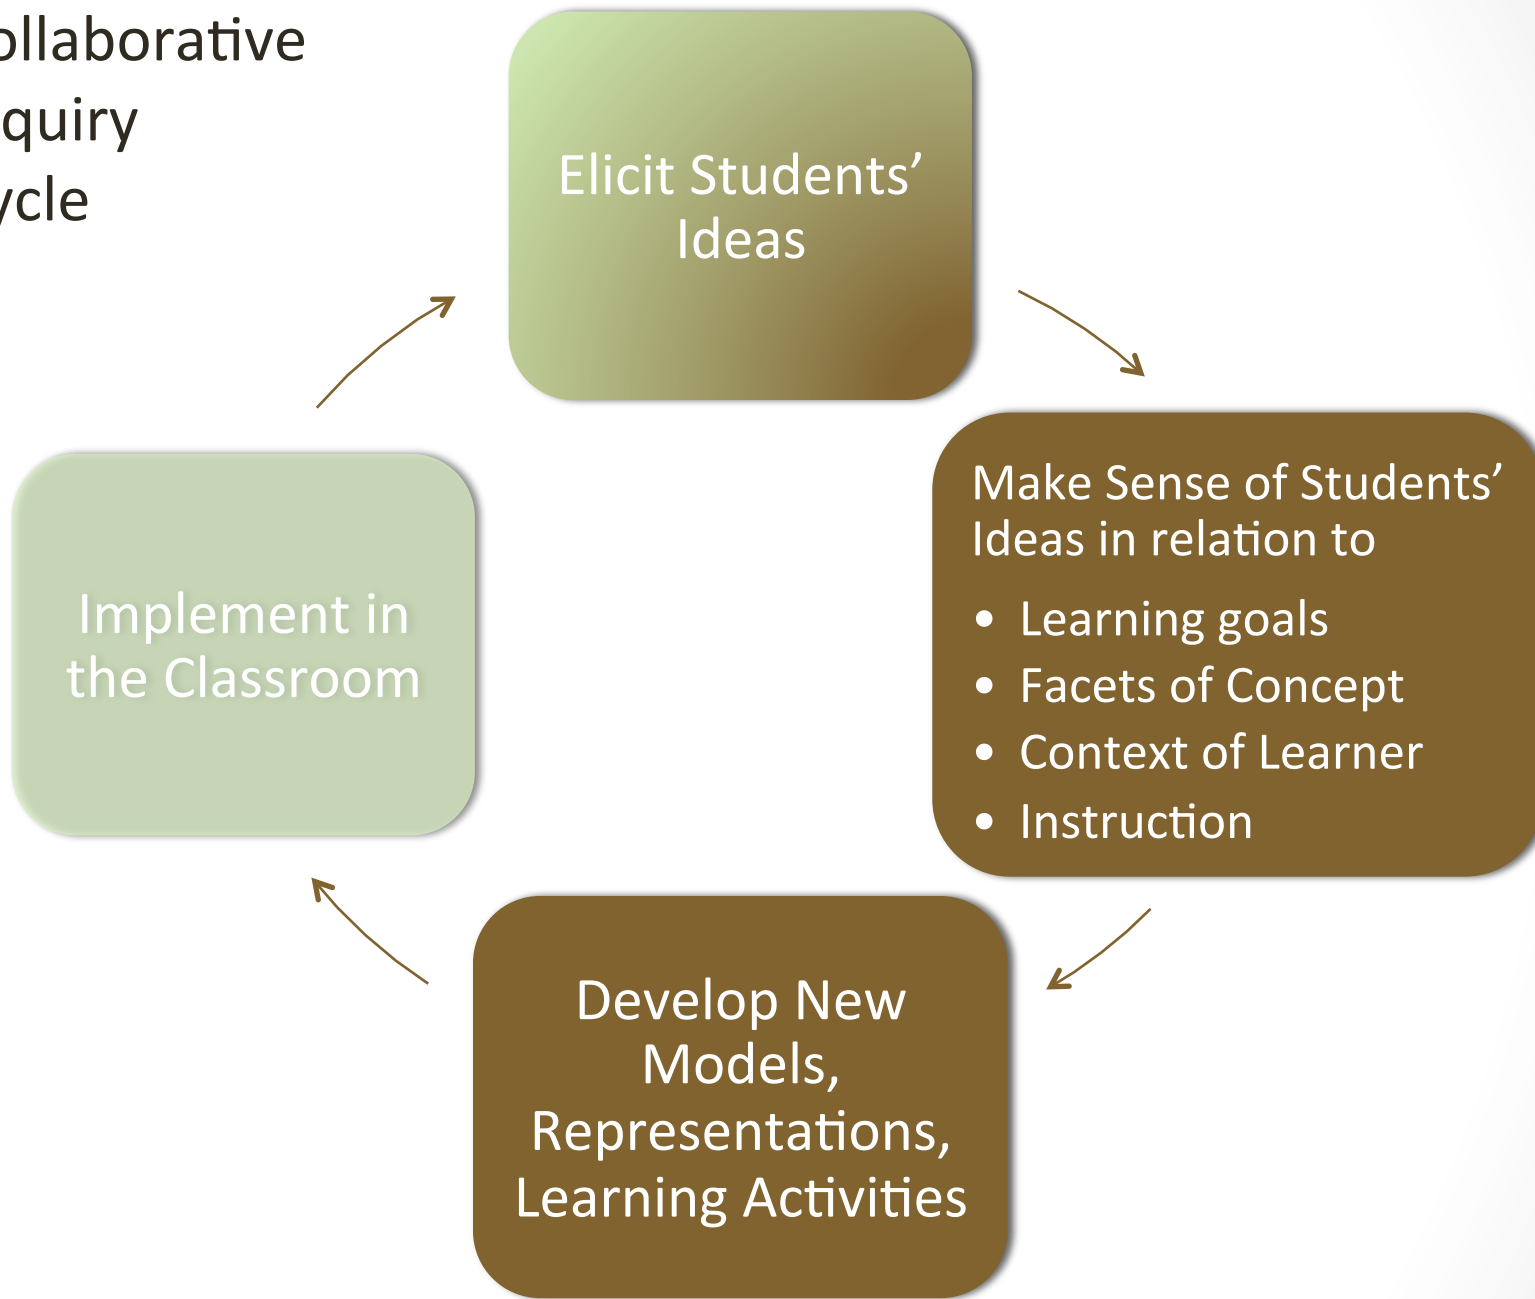 ollaborative
quiry
ycle
Elicit Students’
Ideas
Make Sense of Students’
Ideas in relation to
• Learning goals
• Facets of Concept
• Context of Learner
• Instruction
Develop New
Models,
Representations,
Learning Activities
Implement in
the Classroom